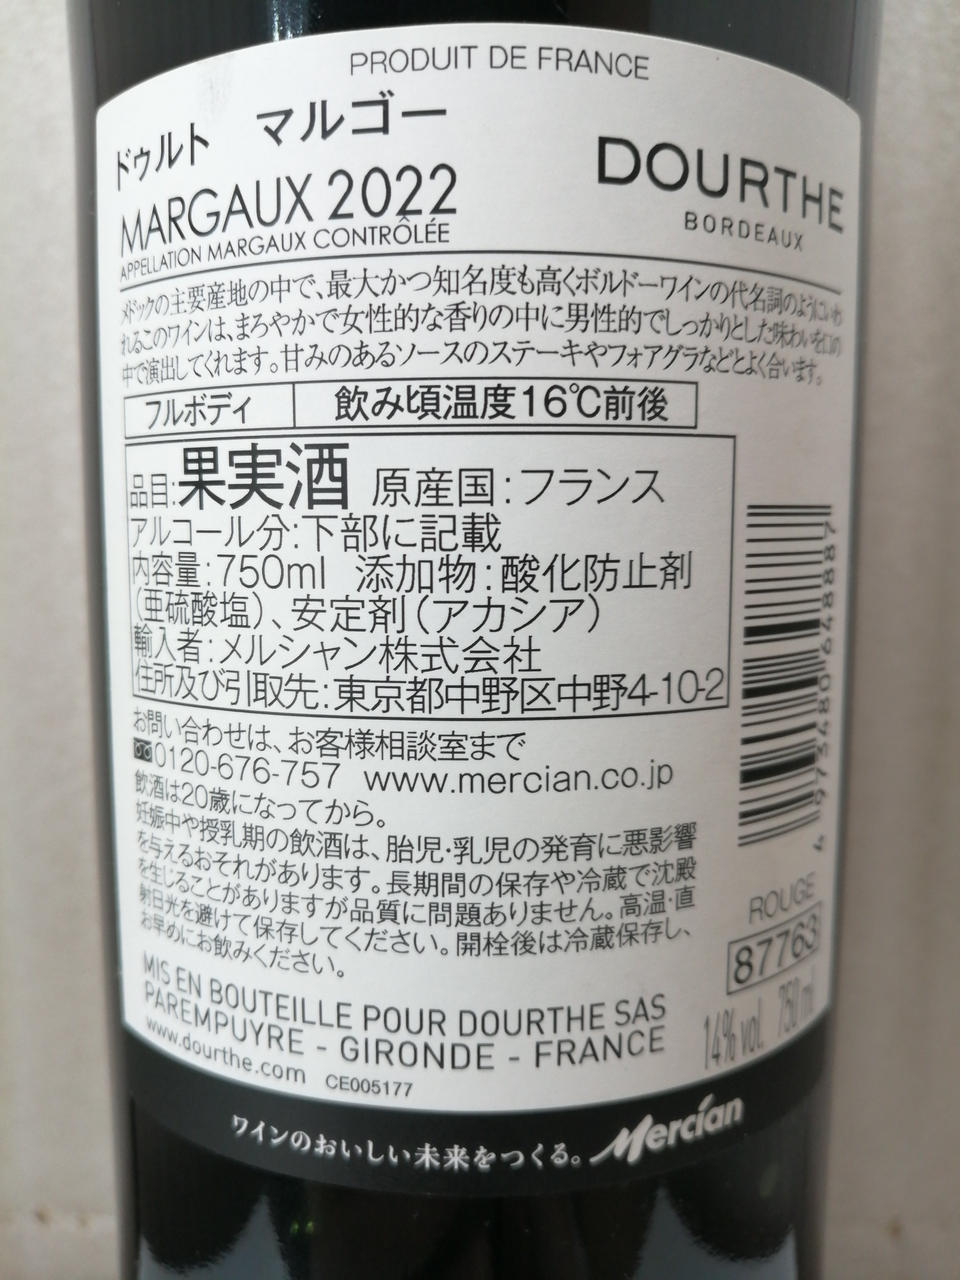 PRODUIT DE FRANCE
ドゥルト マルゴー
MARGAUX 2022
APPELLATION MARGAUX CONTRÔLÉE
DOURTHE
BORDEAUX
メドックの主要産地の中で、最大かつ知名度も高くボルドーワインの代名詞のようにいわ
れるこのワインは、まろやかで女性的な香りの中に男性的でしっかりとした味わいを口の
中で演出してくれます。甘みのあるソースのステーキやフォアグラなどとよく合います。
フルボディ 飲み頃温度16℃前後
品目:果実酒 原産国:フランス
アルコール分:下部に記載
内容量:750ml 添加物:酸化防止剤
(亜硫酸塩)、安定剤(アカシア)
輸入者:メルシャン株式会社
住所及び引取先:東京都中野区中野4-10-2
お問い合わせは、お客様相談室まで
0120-676-757 www.mercian.co.jp
飲酒は20歳になってから。
妊娠中や授乳期の飲酒は、胎児・乳児の発育に悪影響
を与えるおそれがあります。長期間の保存や冷蔵で沈殿
を生じることがありますが品質に問題ありません。高温・直
射日光を避けて保存してください。開栓後は冷蔵保存し、
お早めにお飲みください。
MIS EN BOUTEILLE POUR DOURTHE SAS
PAREMPUYRE - GIRONDE - FRANCE
www.dourthe.com CE005177
4 973480 648887
ROUGE
87763
14% vol. 750 ml
ワインのおいしい未来をつくる。 Mercian